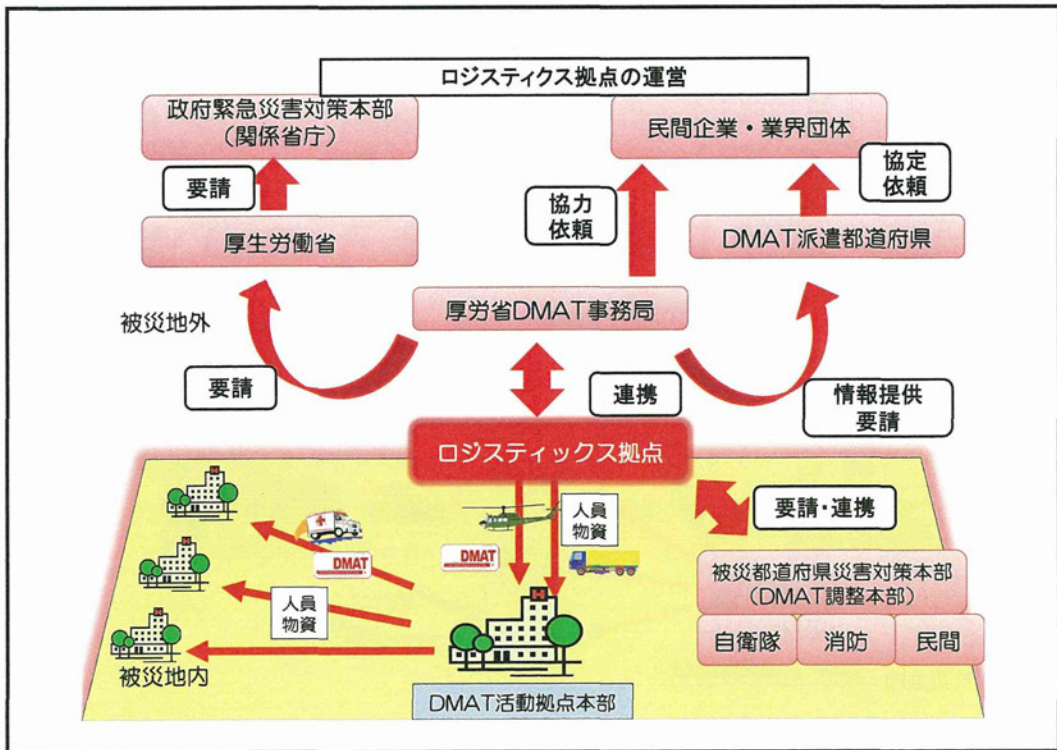 ロジスティクス拠点の運営
政府緊急災害対策本部
（関係省庁）
民間企業・業界団体
要請
協力
依頼
協定
依頼
厚生労働省
DMAT派遣都道府県
被災地外
厚労省DMAT事務局
要請
連携
情報提供
要請
ロジスティックス拠点
人員
物資
要請・連携
DMAT
DMAT
被災都道府県災害対策本部
（DMAT調整本部）
人員
物資
自衛隊
消防
民間
被災地内
DMAT活動拠点本部
H
H
H
H